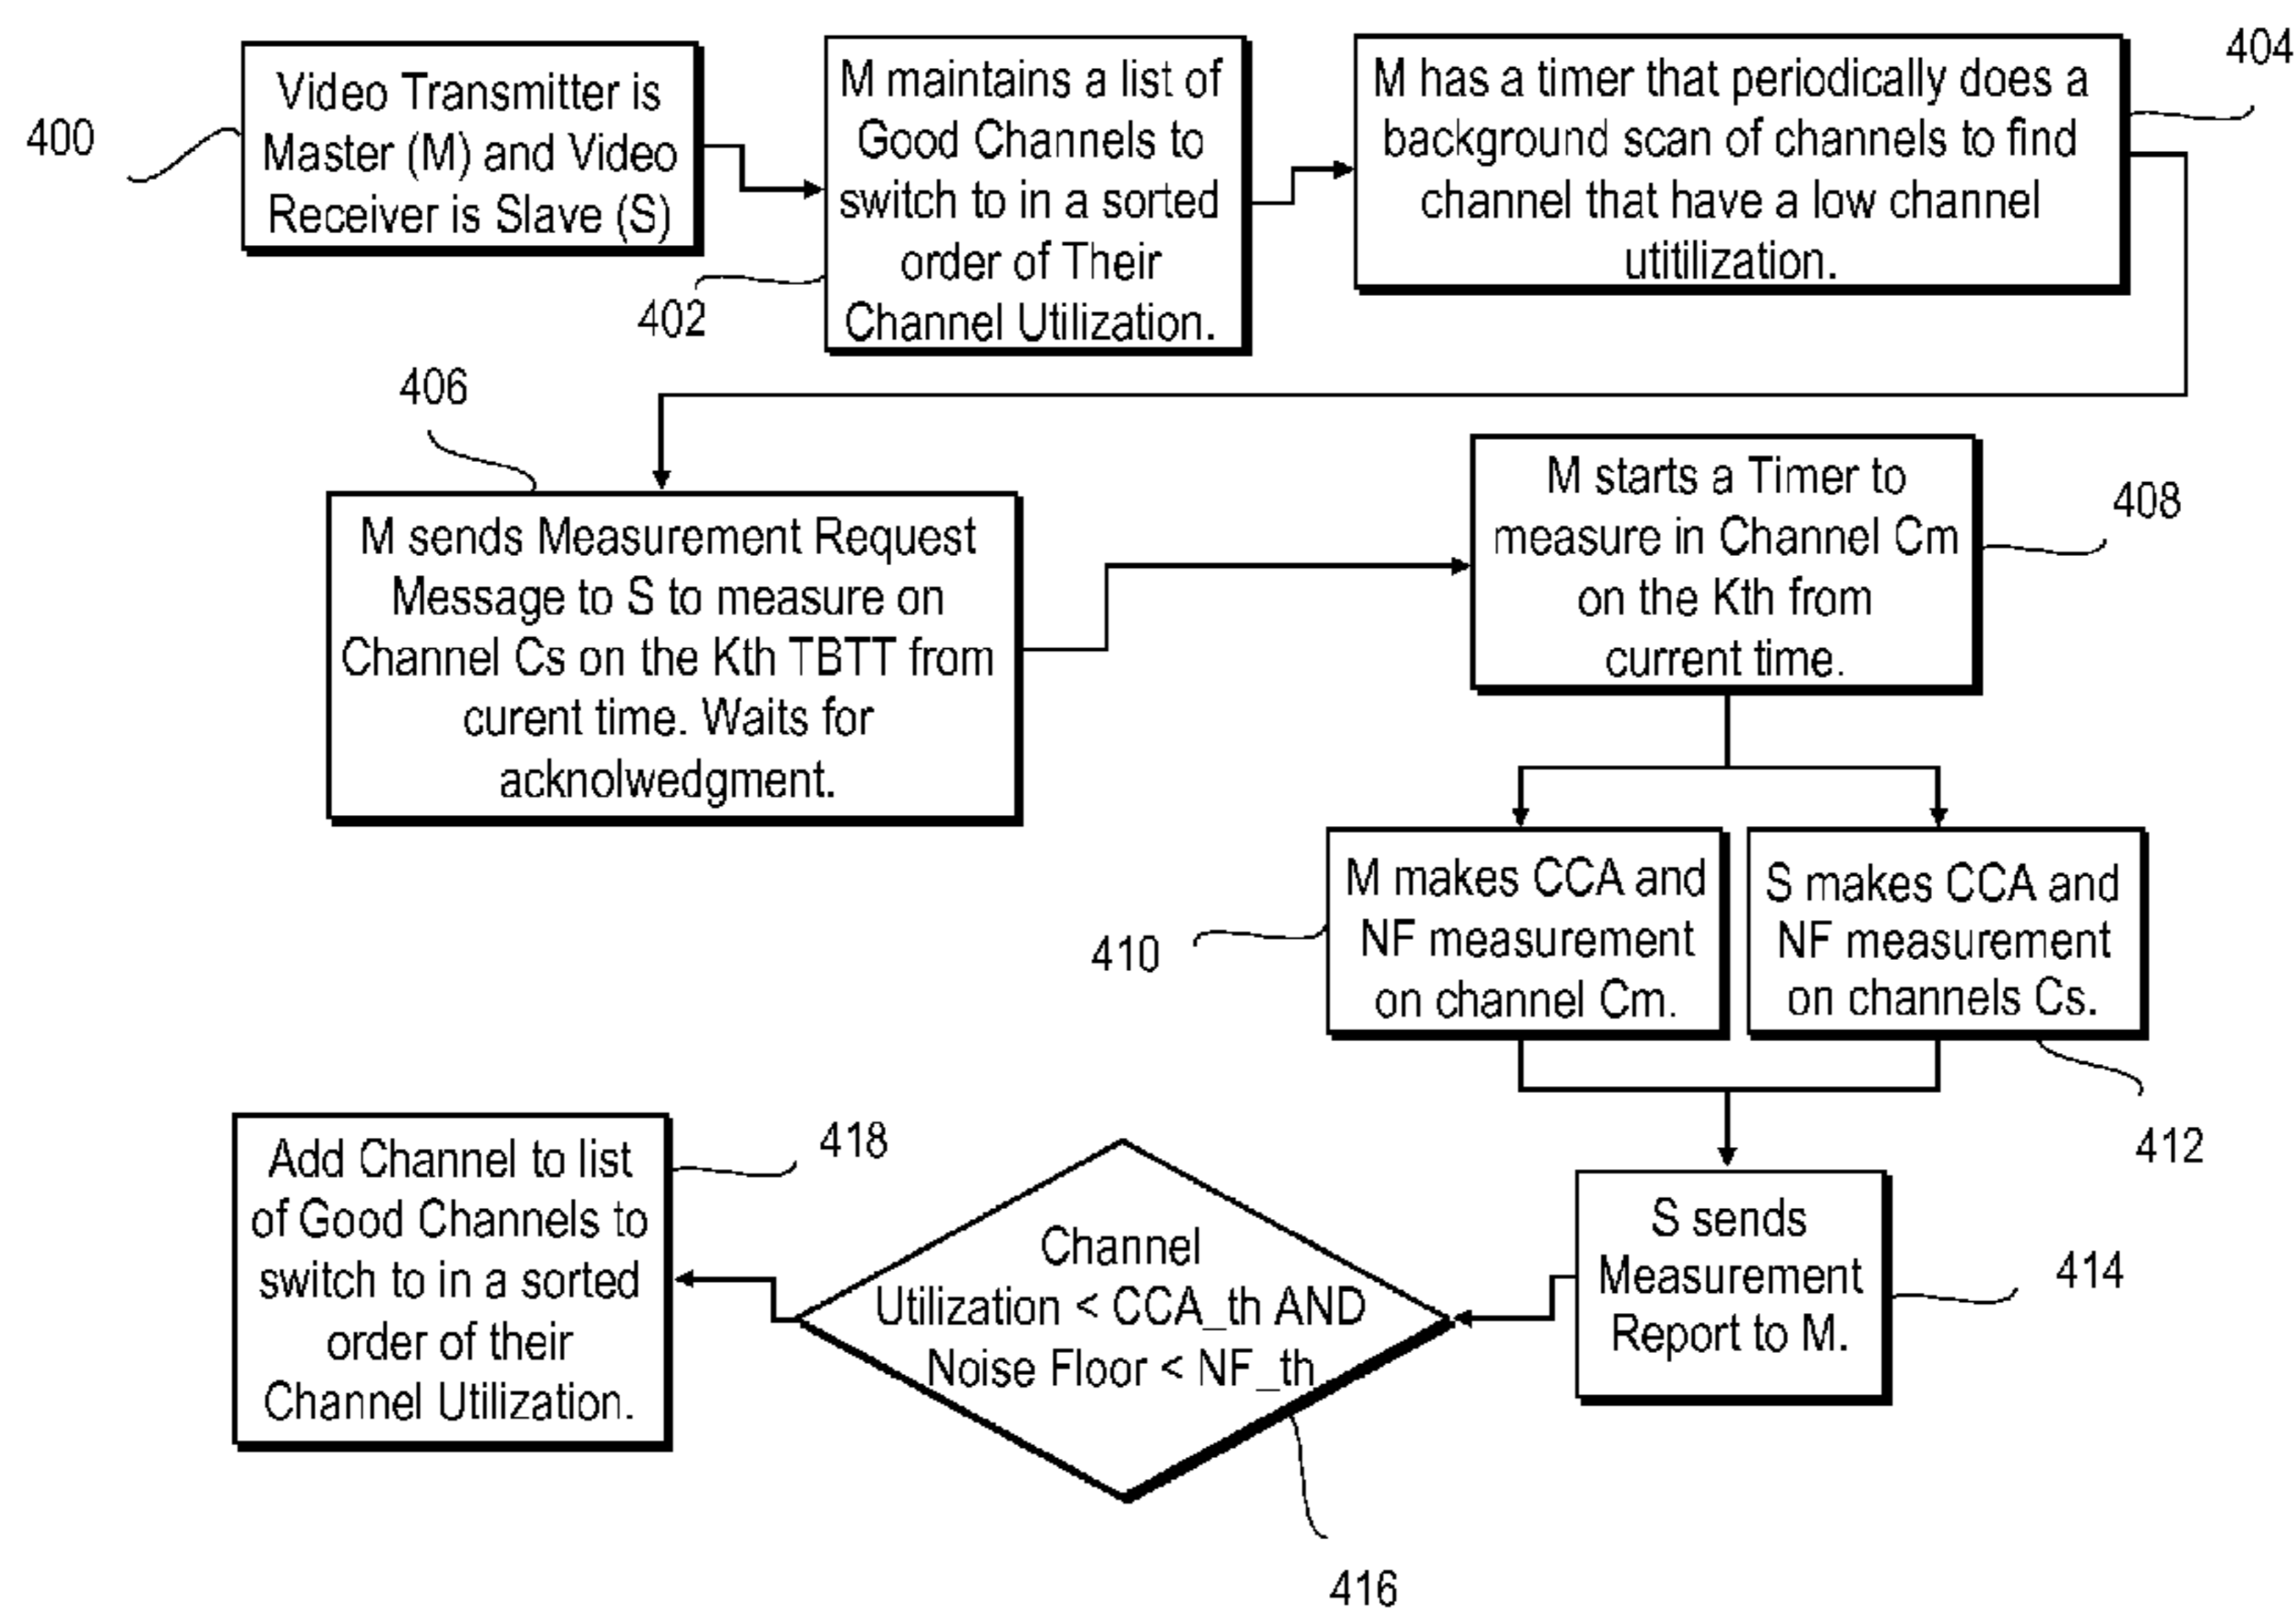 400
Video Transmitter is
Master (M) and Video
Receiver is Slave (S)
M maintains a list of
Good Channels to
switch to in a sorted
order of Their
Channel Utilization.
402
M has a timer that periodically does a
background scan of channels to find
channel that have a low channel
utitilization.
404
406
M sends Measurement Request
Message to S to measure on
Channel Cs on the Kth TBTT from
curent time. Waits for
acknolwedgment.
M starts a Timer to
measure in Channel Cm
on the Kth from
current time.
408
M makes CCA and
NF measurement
on channel Cm.
410
S makes CCA and
NF measurement
on channels Cs.
412
S sends
Measurement
Report to M.
414
Channel
Utilization < CCA_th AND
Noise Floor < NF_th
416
Add Channel to list
of Good Channels to
switch to in a sorted
order of their
Channel Utilization.
418